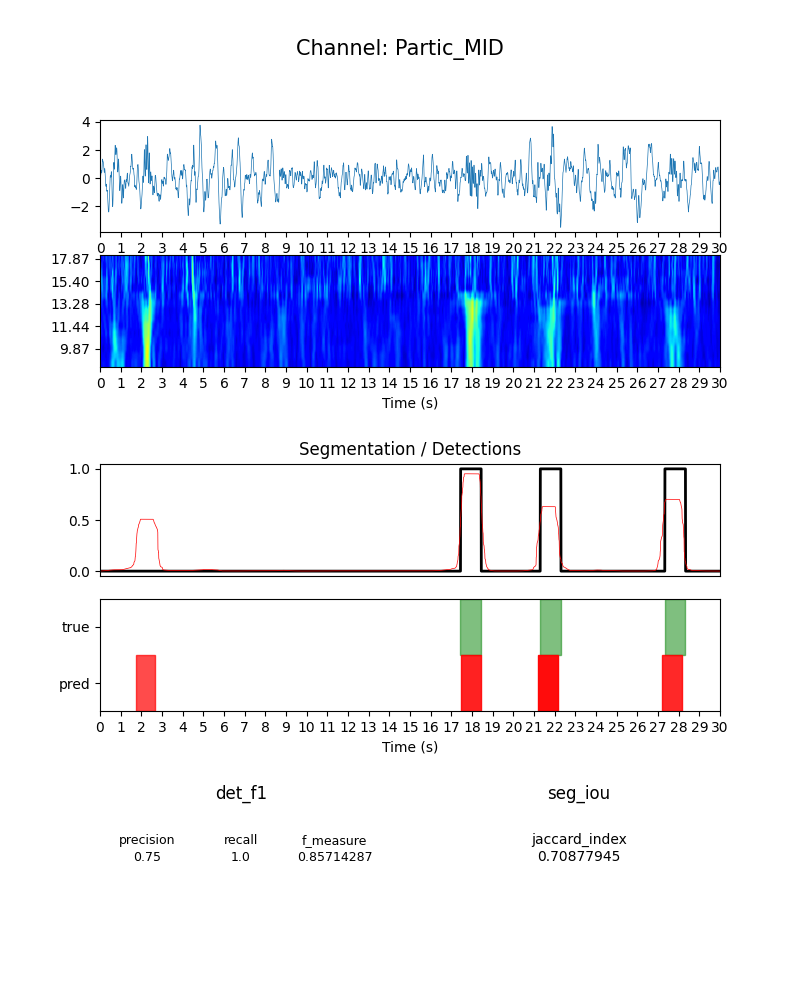 Channel: Partic_MID
4
2
0
−2
0 1 2 3 4 5 6 7 8 9 10 11 12 13 14 15 16 17 18 19 20 21 22 23 24 25 26 27 28 29 30
17.87
15.40
13.28
11.44
9.87
0 1 2 3 4 5 6 7 8 9 10 11 12 13 14 15 16 17 18 19 20 21 22 23 24 25 26 27 28 29 30
Time (s)
Segmentation / Detections
1.0
0.5
0.0
true
pred
0 1 2 3 4 5 6 7 8 9 10 11 12 13 14 15 16 17 18 19 20 21 22 23 24 25 26 27 28 29 30
Time (s)
det_f1 seg_iou
precision recall f_measure jaccard_index
0.75 1.0 0.85714287 0.70877945